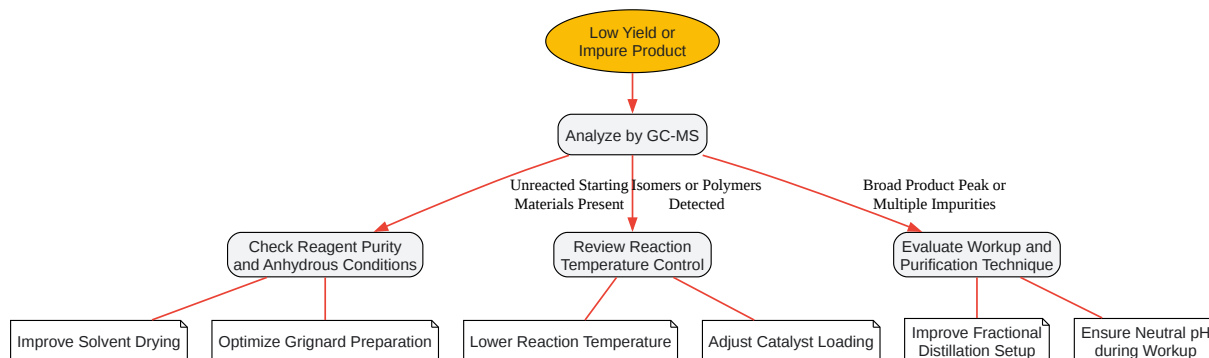 Low Yield or
Impure Product
Analyze by GC-MS
Unreacted Starting
Materials Present
Isomers or Polymers
Detected
Broad Product Peak or
Multiple Impurities
Check Reagent Purity
and Anhydrous Conditions
Review Reaction
Temperature Control
Evaluate Workup and
Purification Technique
Improve Solvent Drying
Optimize Grignard Preparation
Lower Reaction Temperature
Adjust Catalyst Loading
Improve Fractional
Distillation Setup
Ensure Neutral pH
during Workup